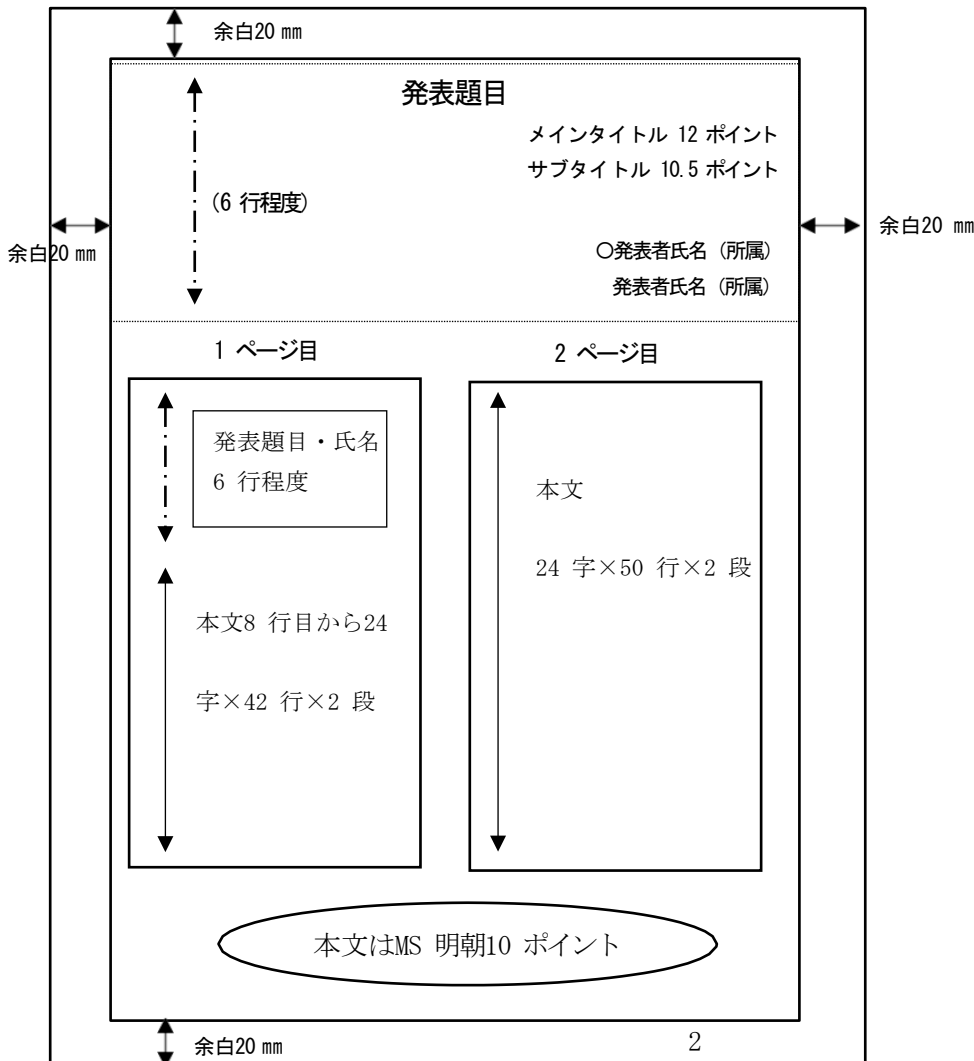 余白20 ㎜
発表題目
メインタイトル 12 ポイント
サブタイトル 10.5 ポイント
(6 行程度)
余白20 ㎜
余白20 ㎜
〇発表者氏名（所属）
発表者氏名（所属）
1 ページ目
2 ページ目
発表題目・氏名
6 行程度
本文8 行目から24
字×42 行×2 段
本文
24 字×50 行×2 段
本文はMS 明朝10 ポイント
余白20 ㎜
2